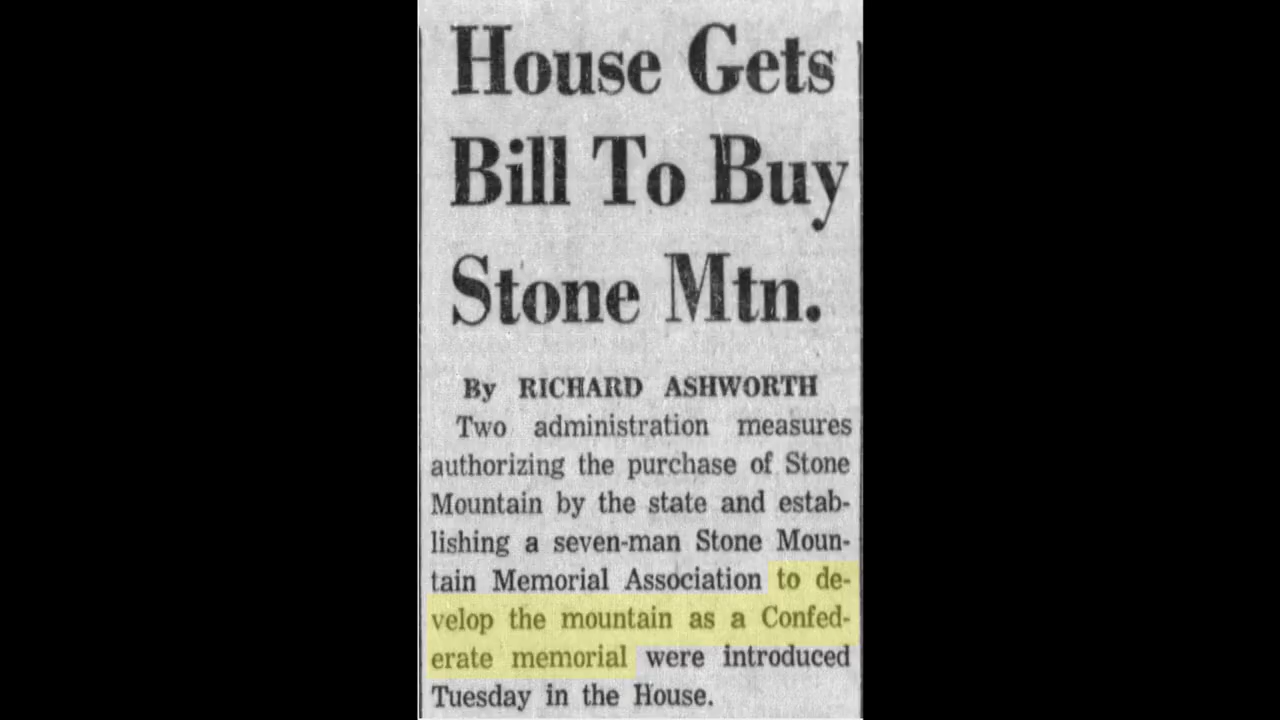 House Gets
Bill To Buy
Stone Mtn.
By RICHARD ASHWORTH
Two administration measures
authorizing the purchase of Stone
Mountain by the state and estab-
lishing a seven-man Stone Moun-
tain Memorial Association to de-
velop the mountain as a Confed-
erate memorial were introduced
Tuesday in the House.